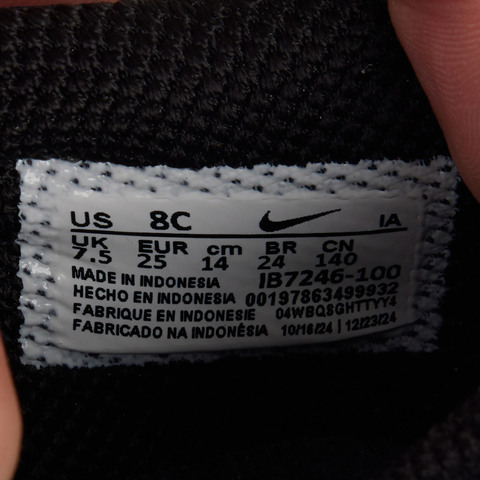 US 8C IA
UK EUR cm BR CN
7.5 25 14 24 140
MADE IN INDONESIA IB7246-100
HECHO EN INDONESIA 00197863499932
FABRIQUE EN INDONESIE 04WBQSGHTTYY4
FABRICADO NA INDONÉSIA 10/16/24 | 12/23/24